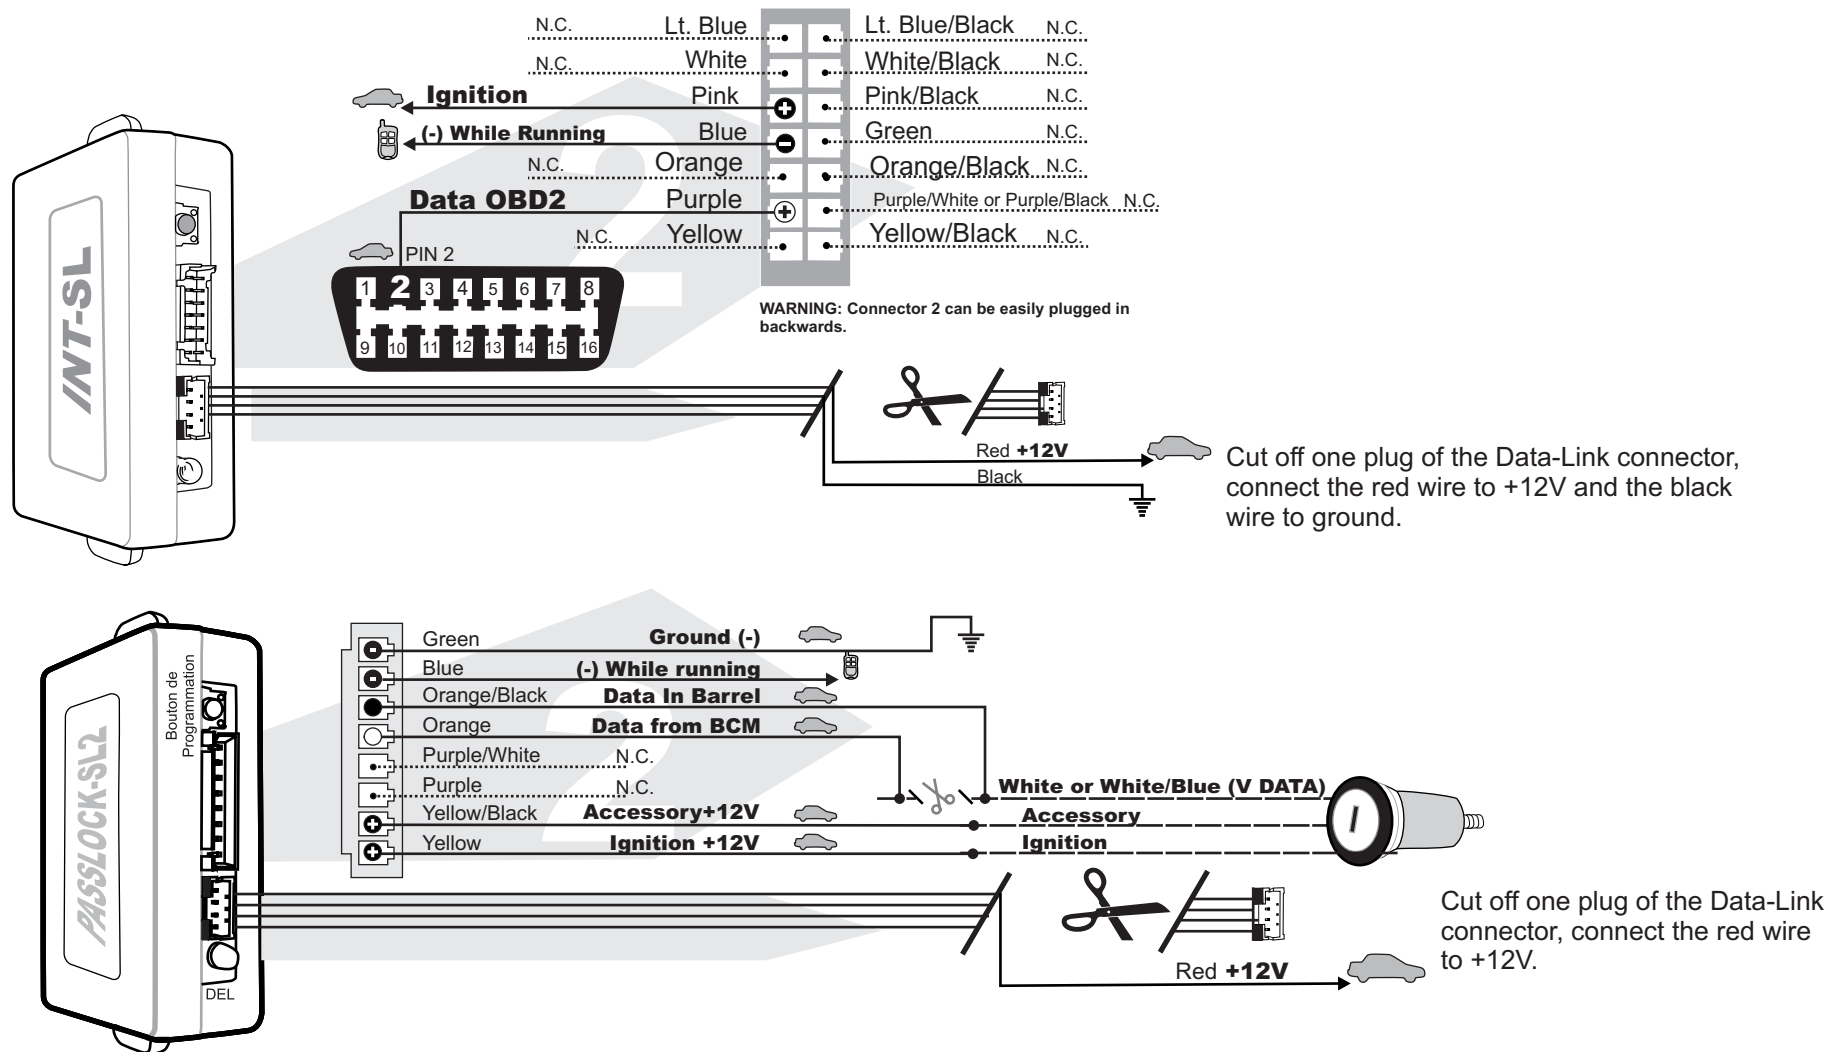 N.C. Lt. Blue Lt. Blue/Black N.C.
N.C. White White/Black N.C.
Ignition Pink Pink/Black N.C.
(-) While Running Blue Green N.C.
N.C. Orange Orange/Black N.C.
Data OBD2 Purple Purple/White or Purple/Black N.C.
N.C. Yellow Yellow/Black N.C.
PIN 2
1 2 3 4 5 6 7 8
9 10 11 12 13 14 15 16
2
WARNING: Connector 2 can be easily plugged in
backwards.
INT-SL
Red +12V
Black
Cut off one plug of the Data-Link connector,
connect the red wire to +12V and the black
wire to ground.
Bouton de
Programmation
PASSLOCK-SL2
DEL
2
Green Ground (-)
Blue (-) While running
Orange/Black Data In Barrel
Orange Data from BCM
Purple/White N.C.
Purple N.C.
Yellow/Black Accessory+12V
Yellow Ignition +12V
White or White/Blue (V DATA)
Accessory
Ignition
Red +12V
Cut off one plug of the Data-Link
connector, connect the red wire
to +12V.